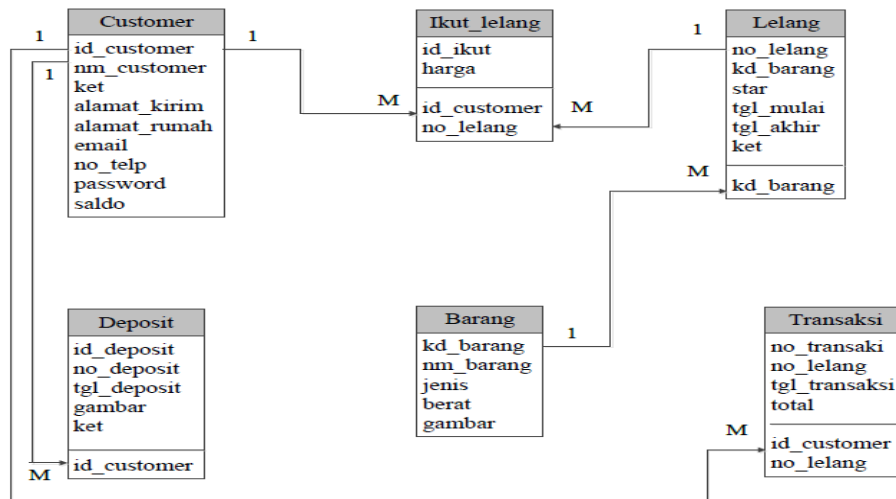 Customer
id_customer
nm_customer
ket
alamat_kirim
alamat_rumah
email
no_telp
password
saldo
1
1
1
M
Ikut_lelang
id_ikut
harga
id_customer
no_lelang
M
1
Lelang
no_lelang
kd_barang
star
tgl_mulai
tgl_akhir
ket
kd_barang
M
Deposit
id_deposit
no_deposit
tgl_deposit
gambar
ket
id_customer
M
Barang
kd_barang
nm_barang
jenis
berat
gambar
1
Transaksi
no_transaki
no_lelang
tgl_transaksi
total
id_customer
no_lelang
M